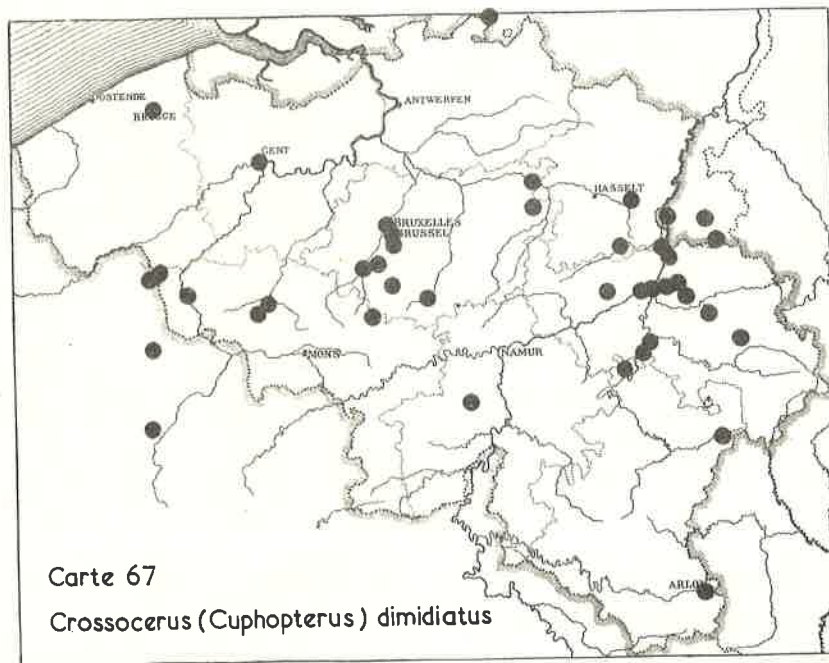 OOSTENDE
BRUGGE
ANTWERPEN
GENT
HASSELT
BRUXELLES
BRUSSEL
MONS
NAMUR
ARLON
Carte 67
Crossocerus (Cuphopterus) dimidiatus